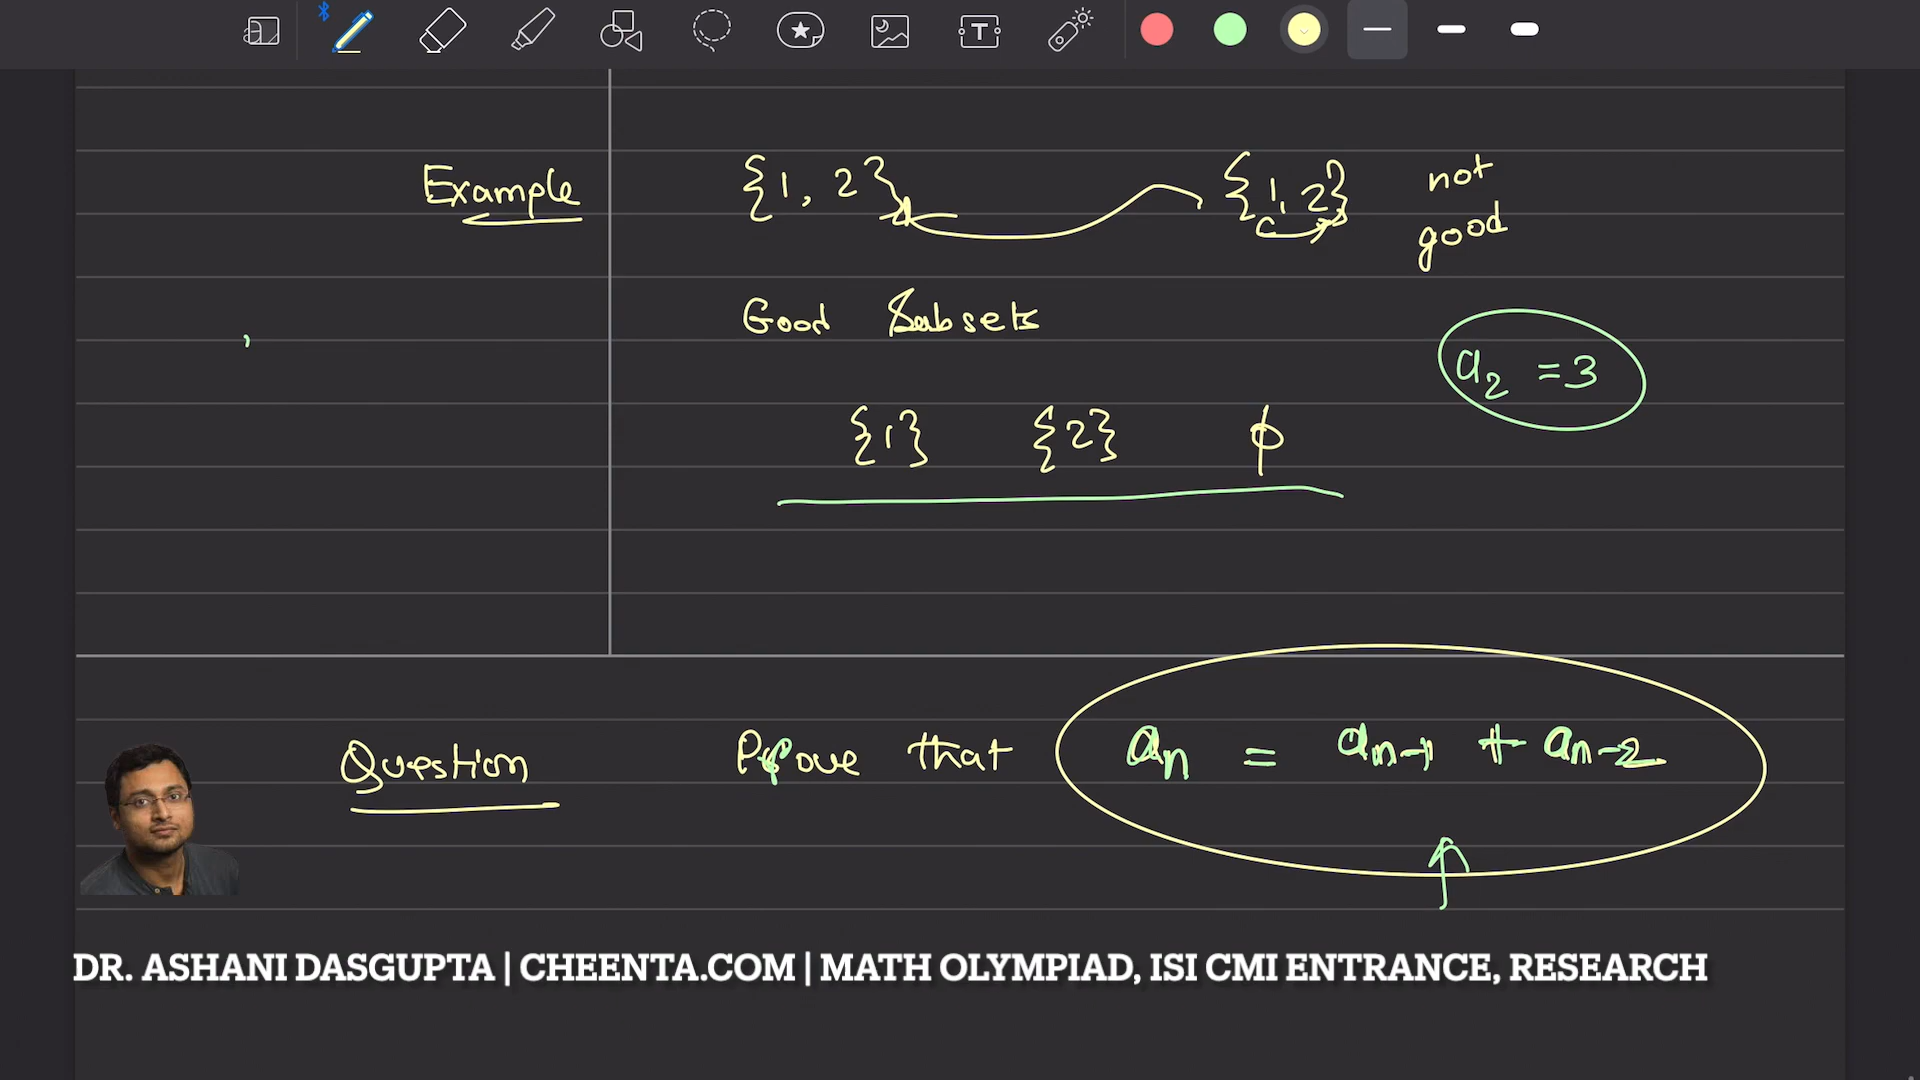 Example {1, 2} {1, 2} not good
Good Subsets
a₂ = 3
{1} {2} ϕ
Question Prove that aₙ = aₙ₋₁ + aₙ₋₂
DR. ASHANI DASGUPTA | CHEENTA.COM | MATH OLYMPIAD, ISI CMI ENTRANCE, RESEARCH